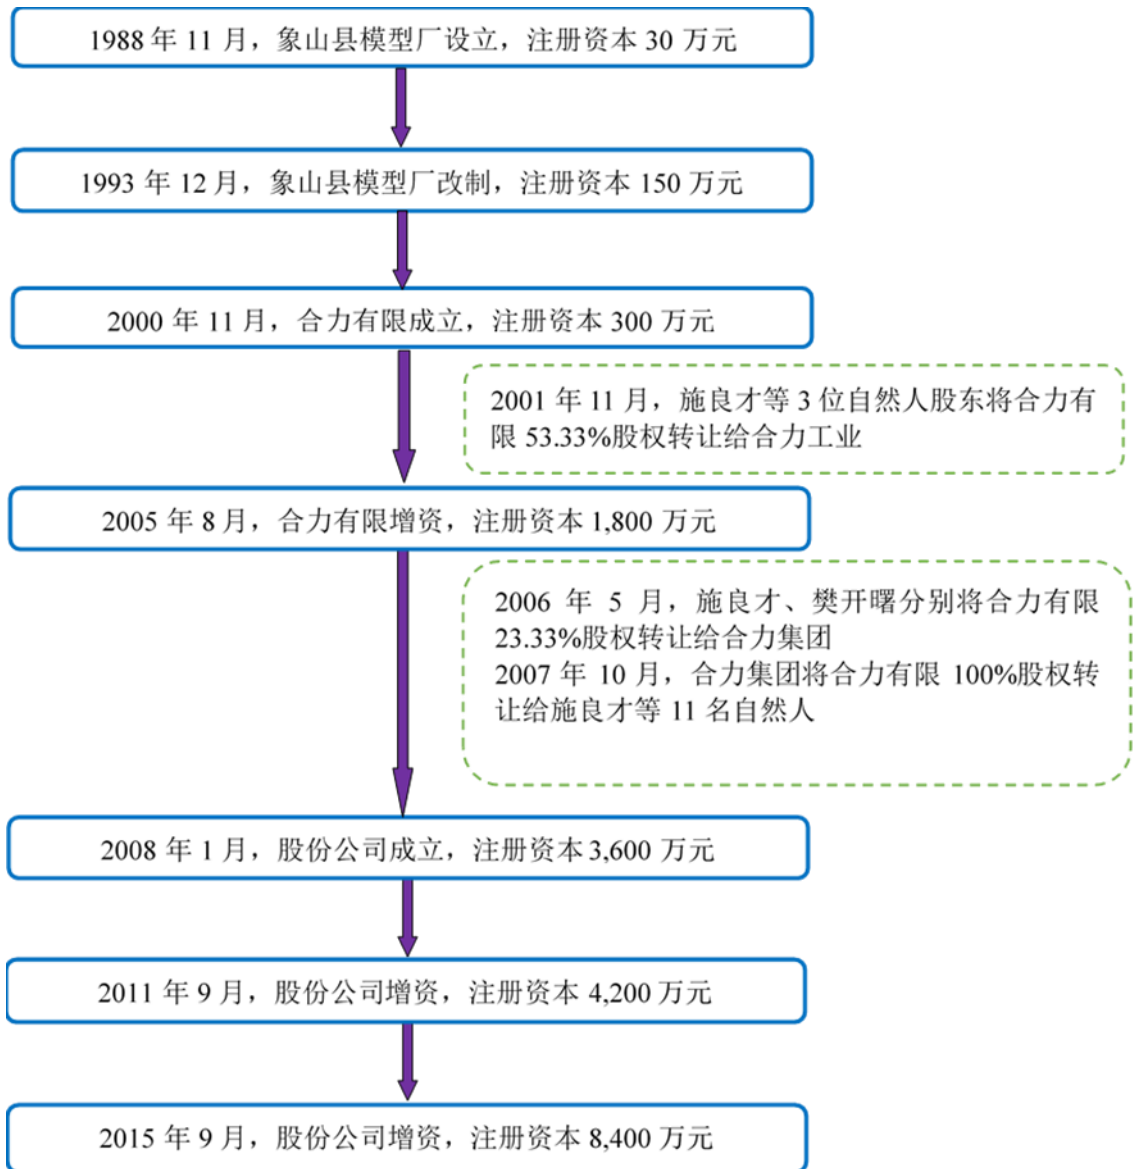 1988 年 11 月，象山县模型厂设立，注册资本 30 万元
1993 年 12 月，象山县模型厂改制，注册资本 150 万元
2000 年 11 月，合力有限成立，注册资本 300 万元
2001 年 11 月，施良才等 3 位自然人股东将合力有
限 53.33%股权转让给合力工业
2005 年 8 月，合力有限增资，注册资本 1,800 万元
2006 年 5 月，施良才、樊开曙分别将合力有限
23.33%股权转让给合力集团
2007 年 10 月，合力集团将合力有限 100%股权转
让给施良才等 11 名自然人
2008 年 1 月，股份公司成立，注册资本 3,600 万元
2011 年 9 月，股份公司增资，注册资本 4,200 万元
2015 年 9 月，股份公司增资，注册资本 8,400 万元